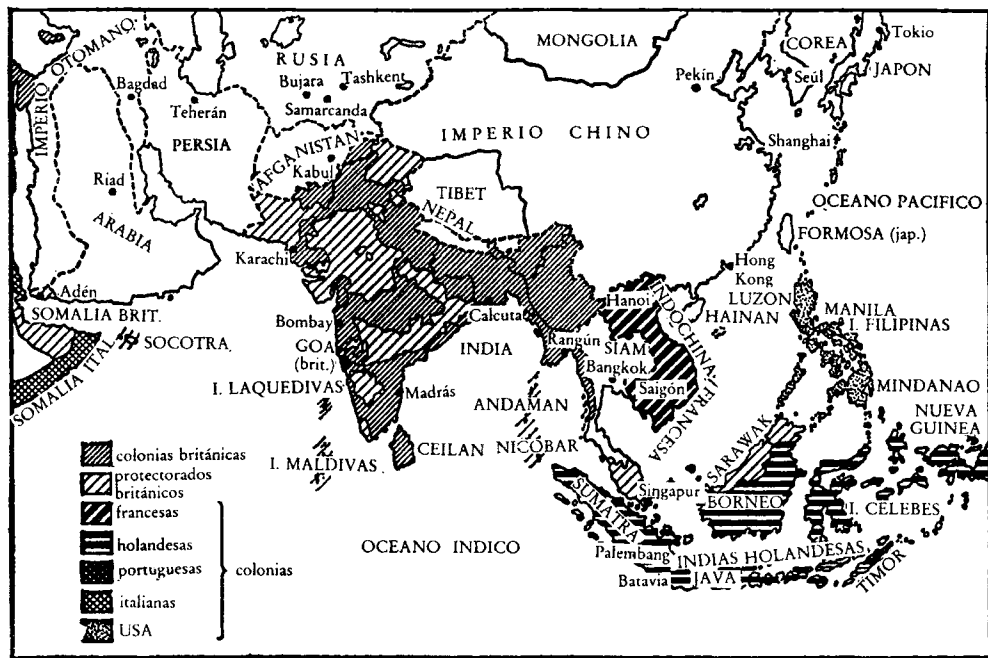 IMPERIO OTOMANO
Bagdad
Teherán
PERSIA
Riad
ARABIA
Adén
RUSIA
Bujara
Tashkent
Samarcanda
AFGANISTAN
Kabul
MONGOLIA
IMPERIO CHINO
TIBET
NEPAL
Pekín
COREA
Seúl
Tokio
JAPON
Shanghai
OCEANO PACIFICO
FORMOSA (jap.)
Hong
Kong
LUZON
HAINAN
MANILA
I. FILIPINAS
MINDANAO
NUEVA
GUINEA
Karachi
Bombay
GOA
(brit.)
Calcuta
INDIA
Madrás
I. LAQUEDIVAS
I. MALDIVAS
CEILAN
SOMALIA BRIT.
SOMALIA ITAL
SOCOTRA
Rangún
ANDAMAN
NICOBAR
Hanoi
SIAM
Bangkok
Saigón
INDOCHINA FRANCESA
Singapur
SARAWAK
BORNEO
SUMATRA
Palembang
Batavia
JAVA
INDIAS HOLANDESAS
I. CELEBES
TIMOR
OCEANO INDICO
colonias británicas
protectorados
británicos
francesas
holandesas
portuguesas
italianas
USA
colonias